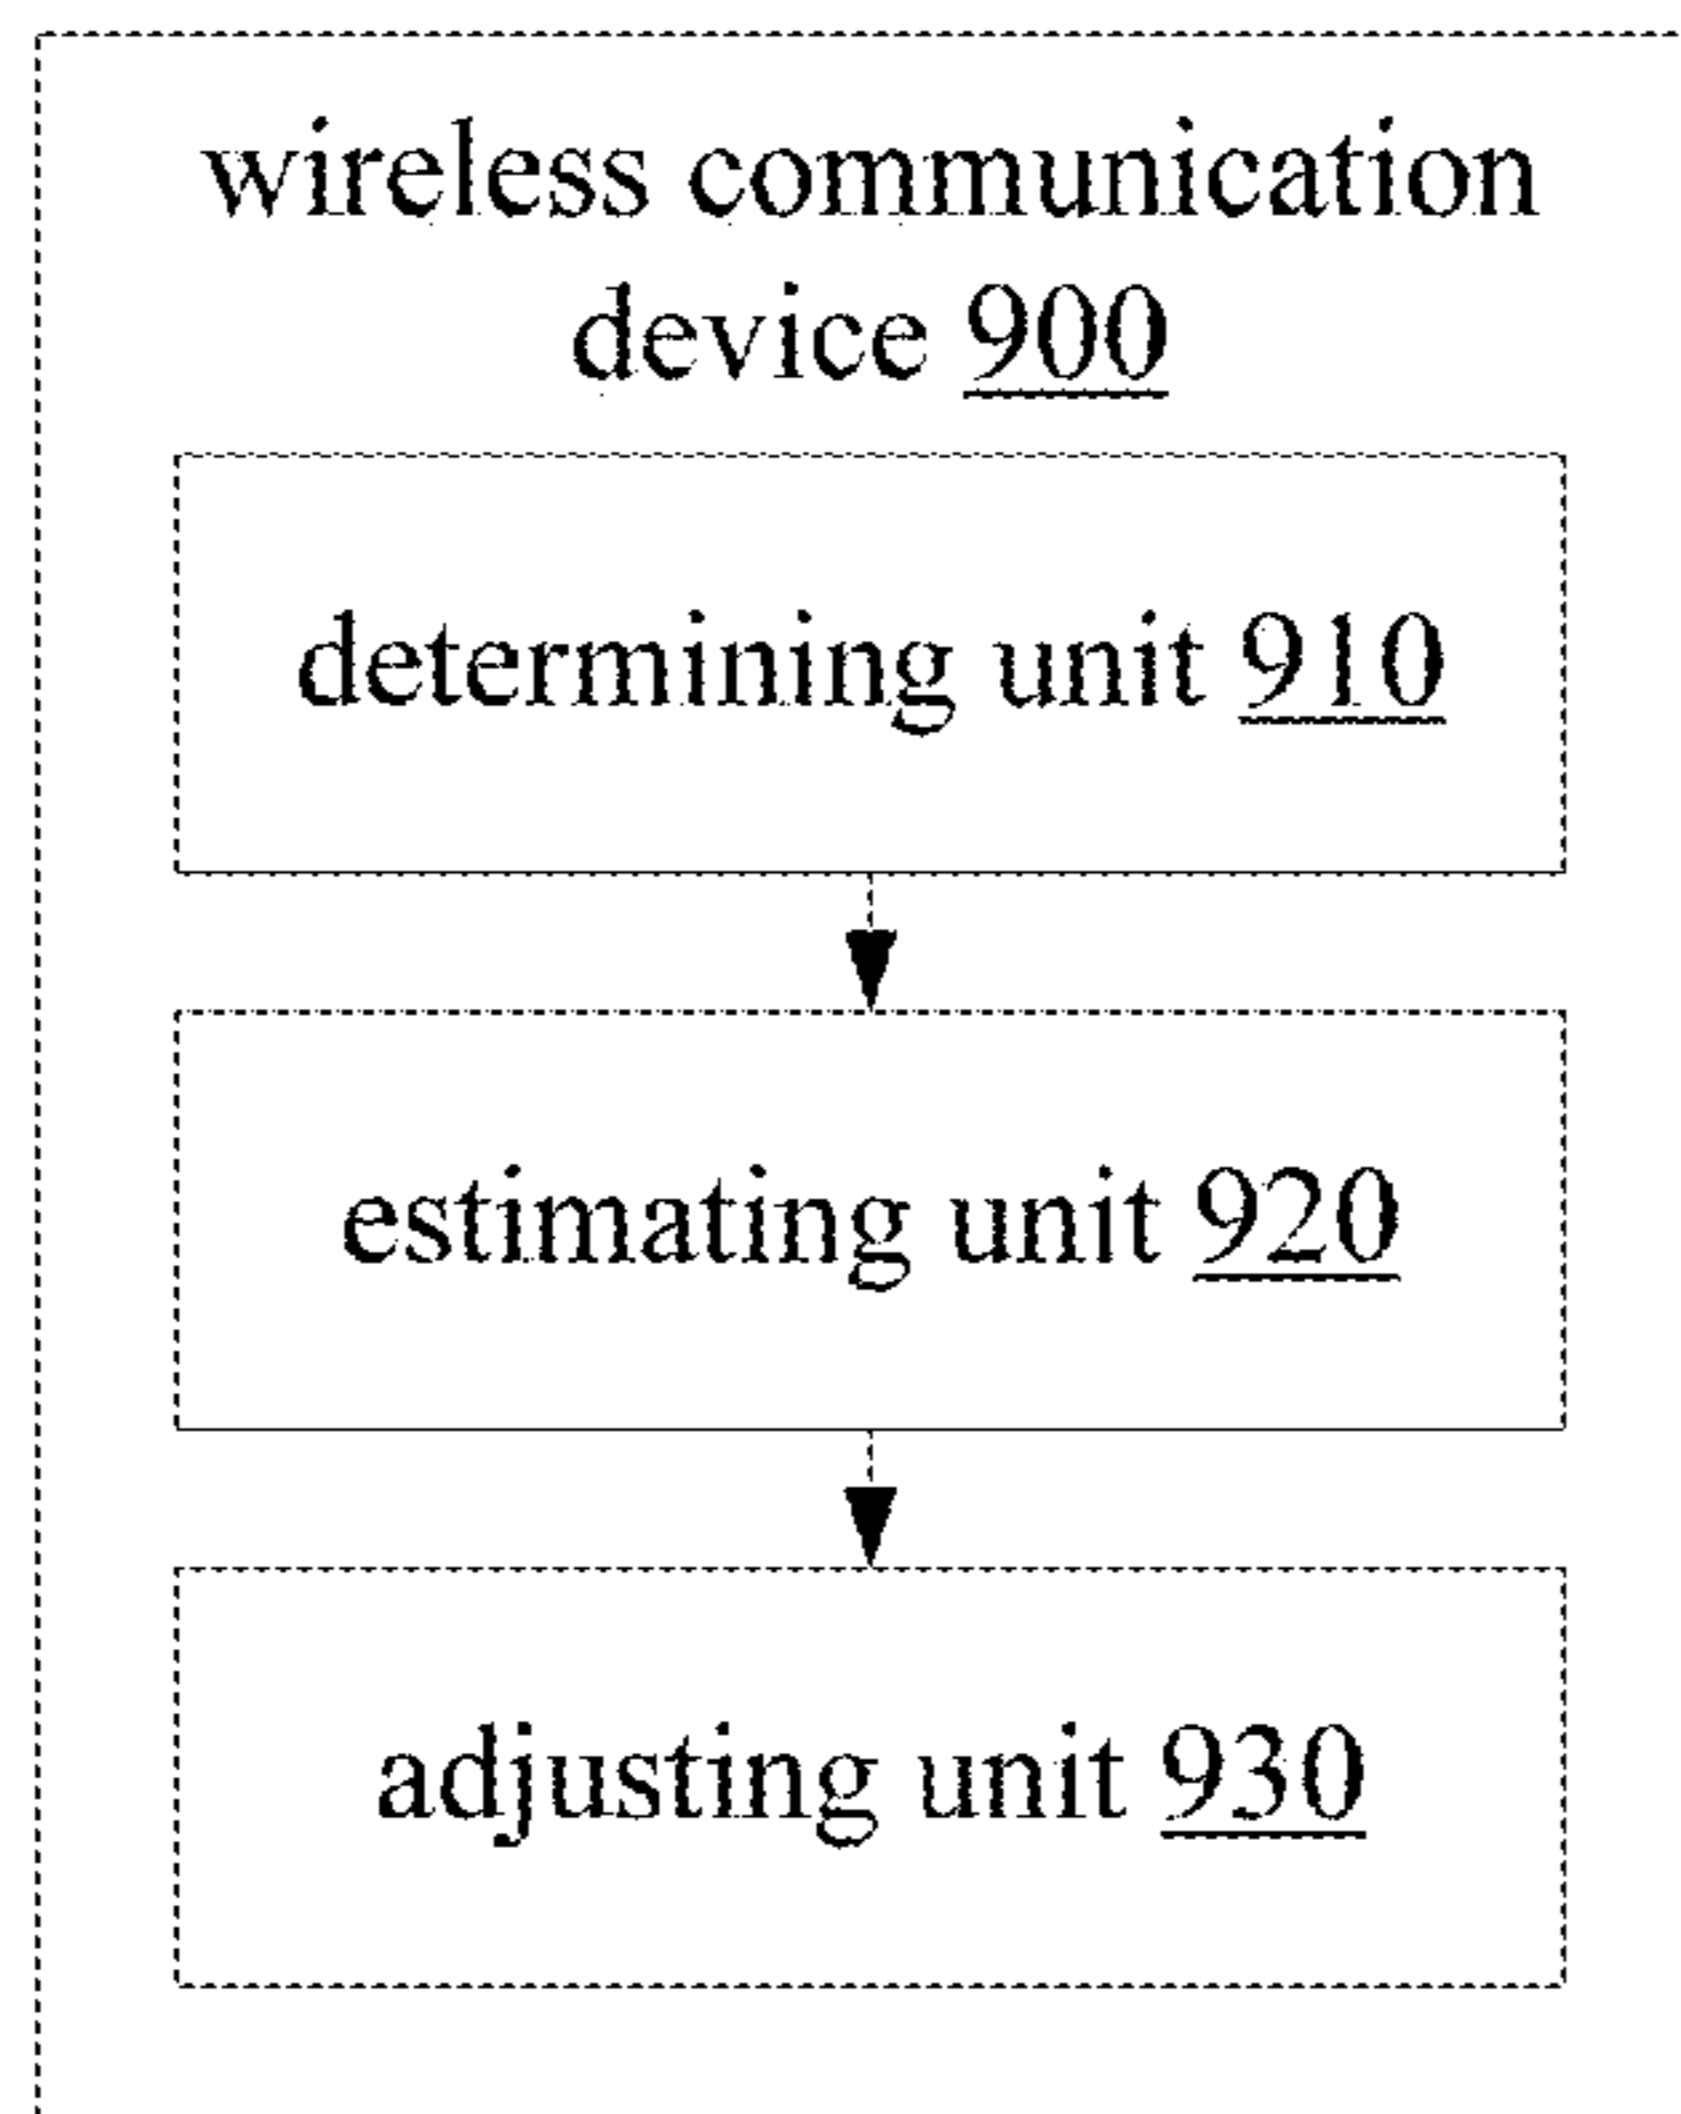 wireless communication
device 900
determining unit 910
estimating unit 920
adjusting unit 930